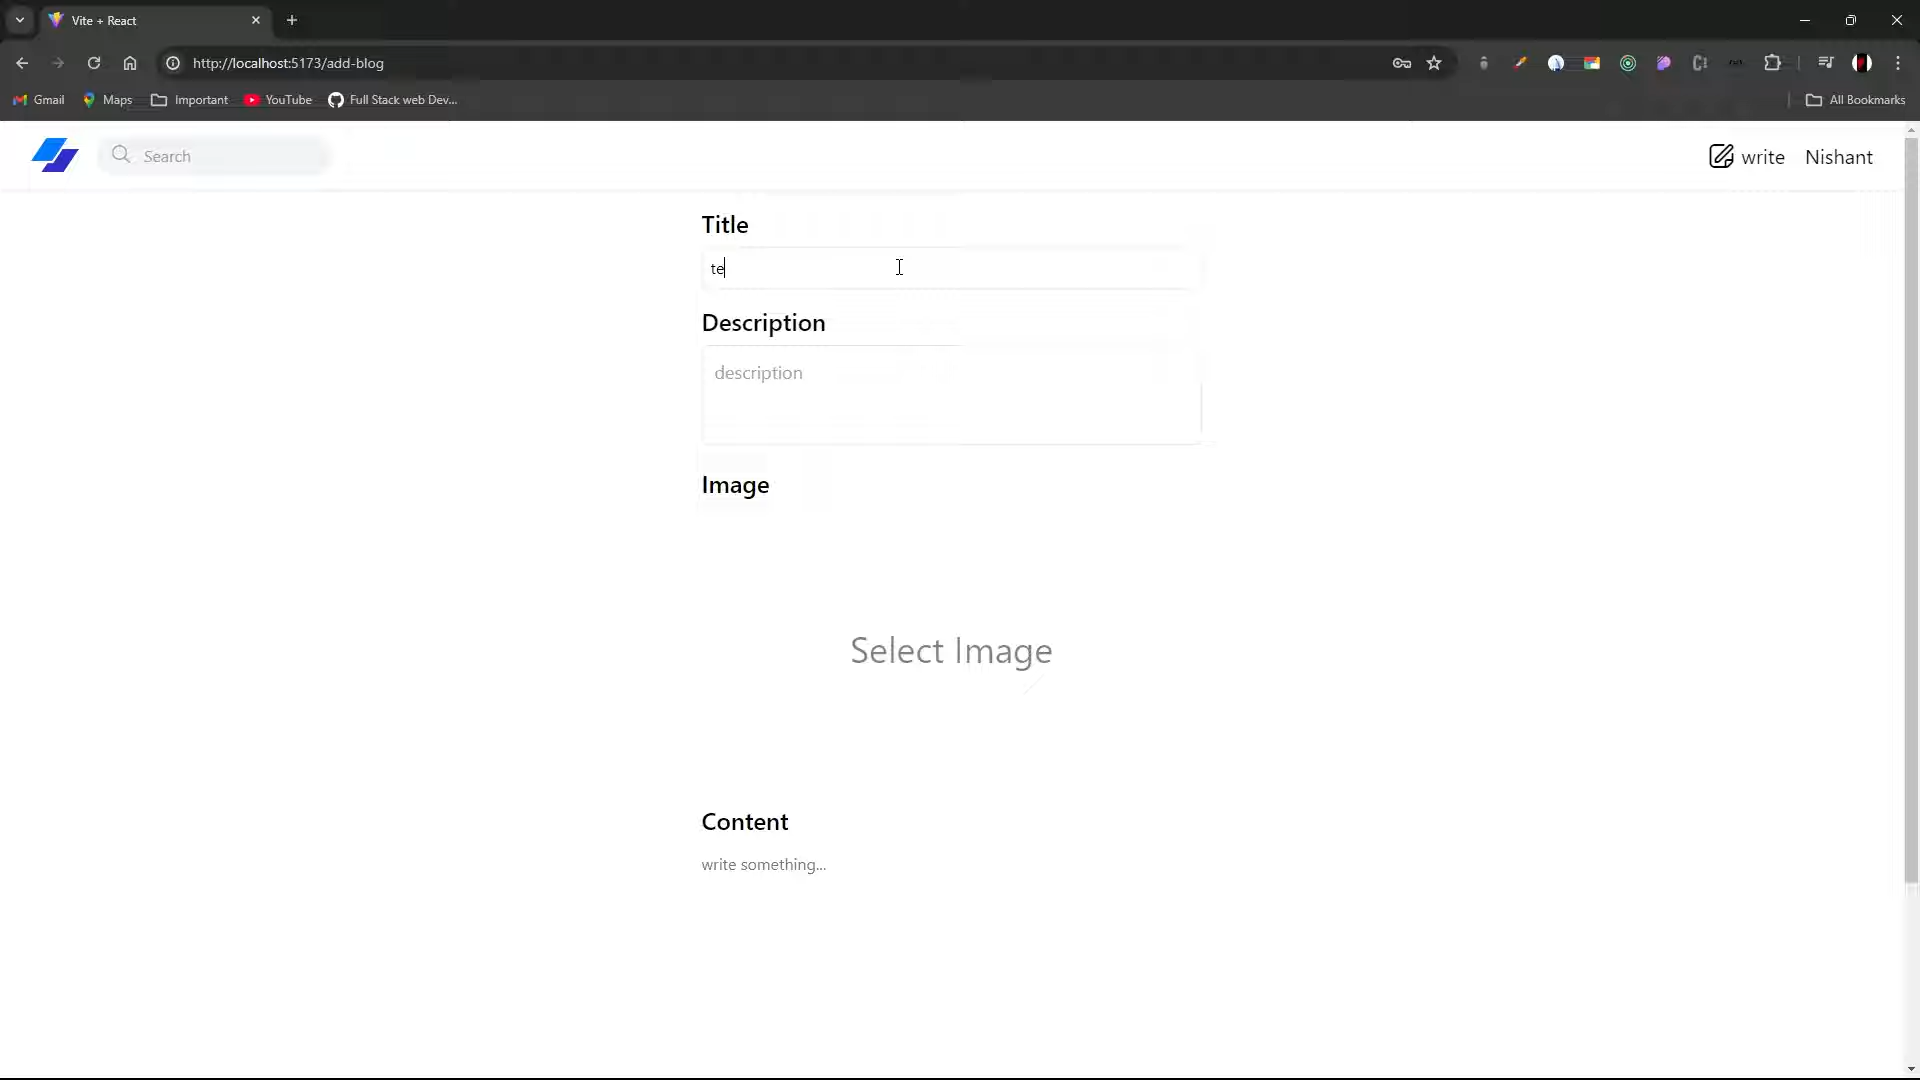 Vite + React
http://localhost:5173/add-blog
Gmail
Maps
Important
YouTube
Full Stack web Dev...
All Bookmarks
Search
write
Nishant
Title
te
Description
description
Image
Select Image
Content
write something...